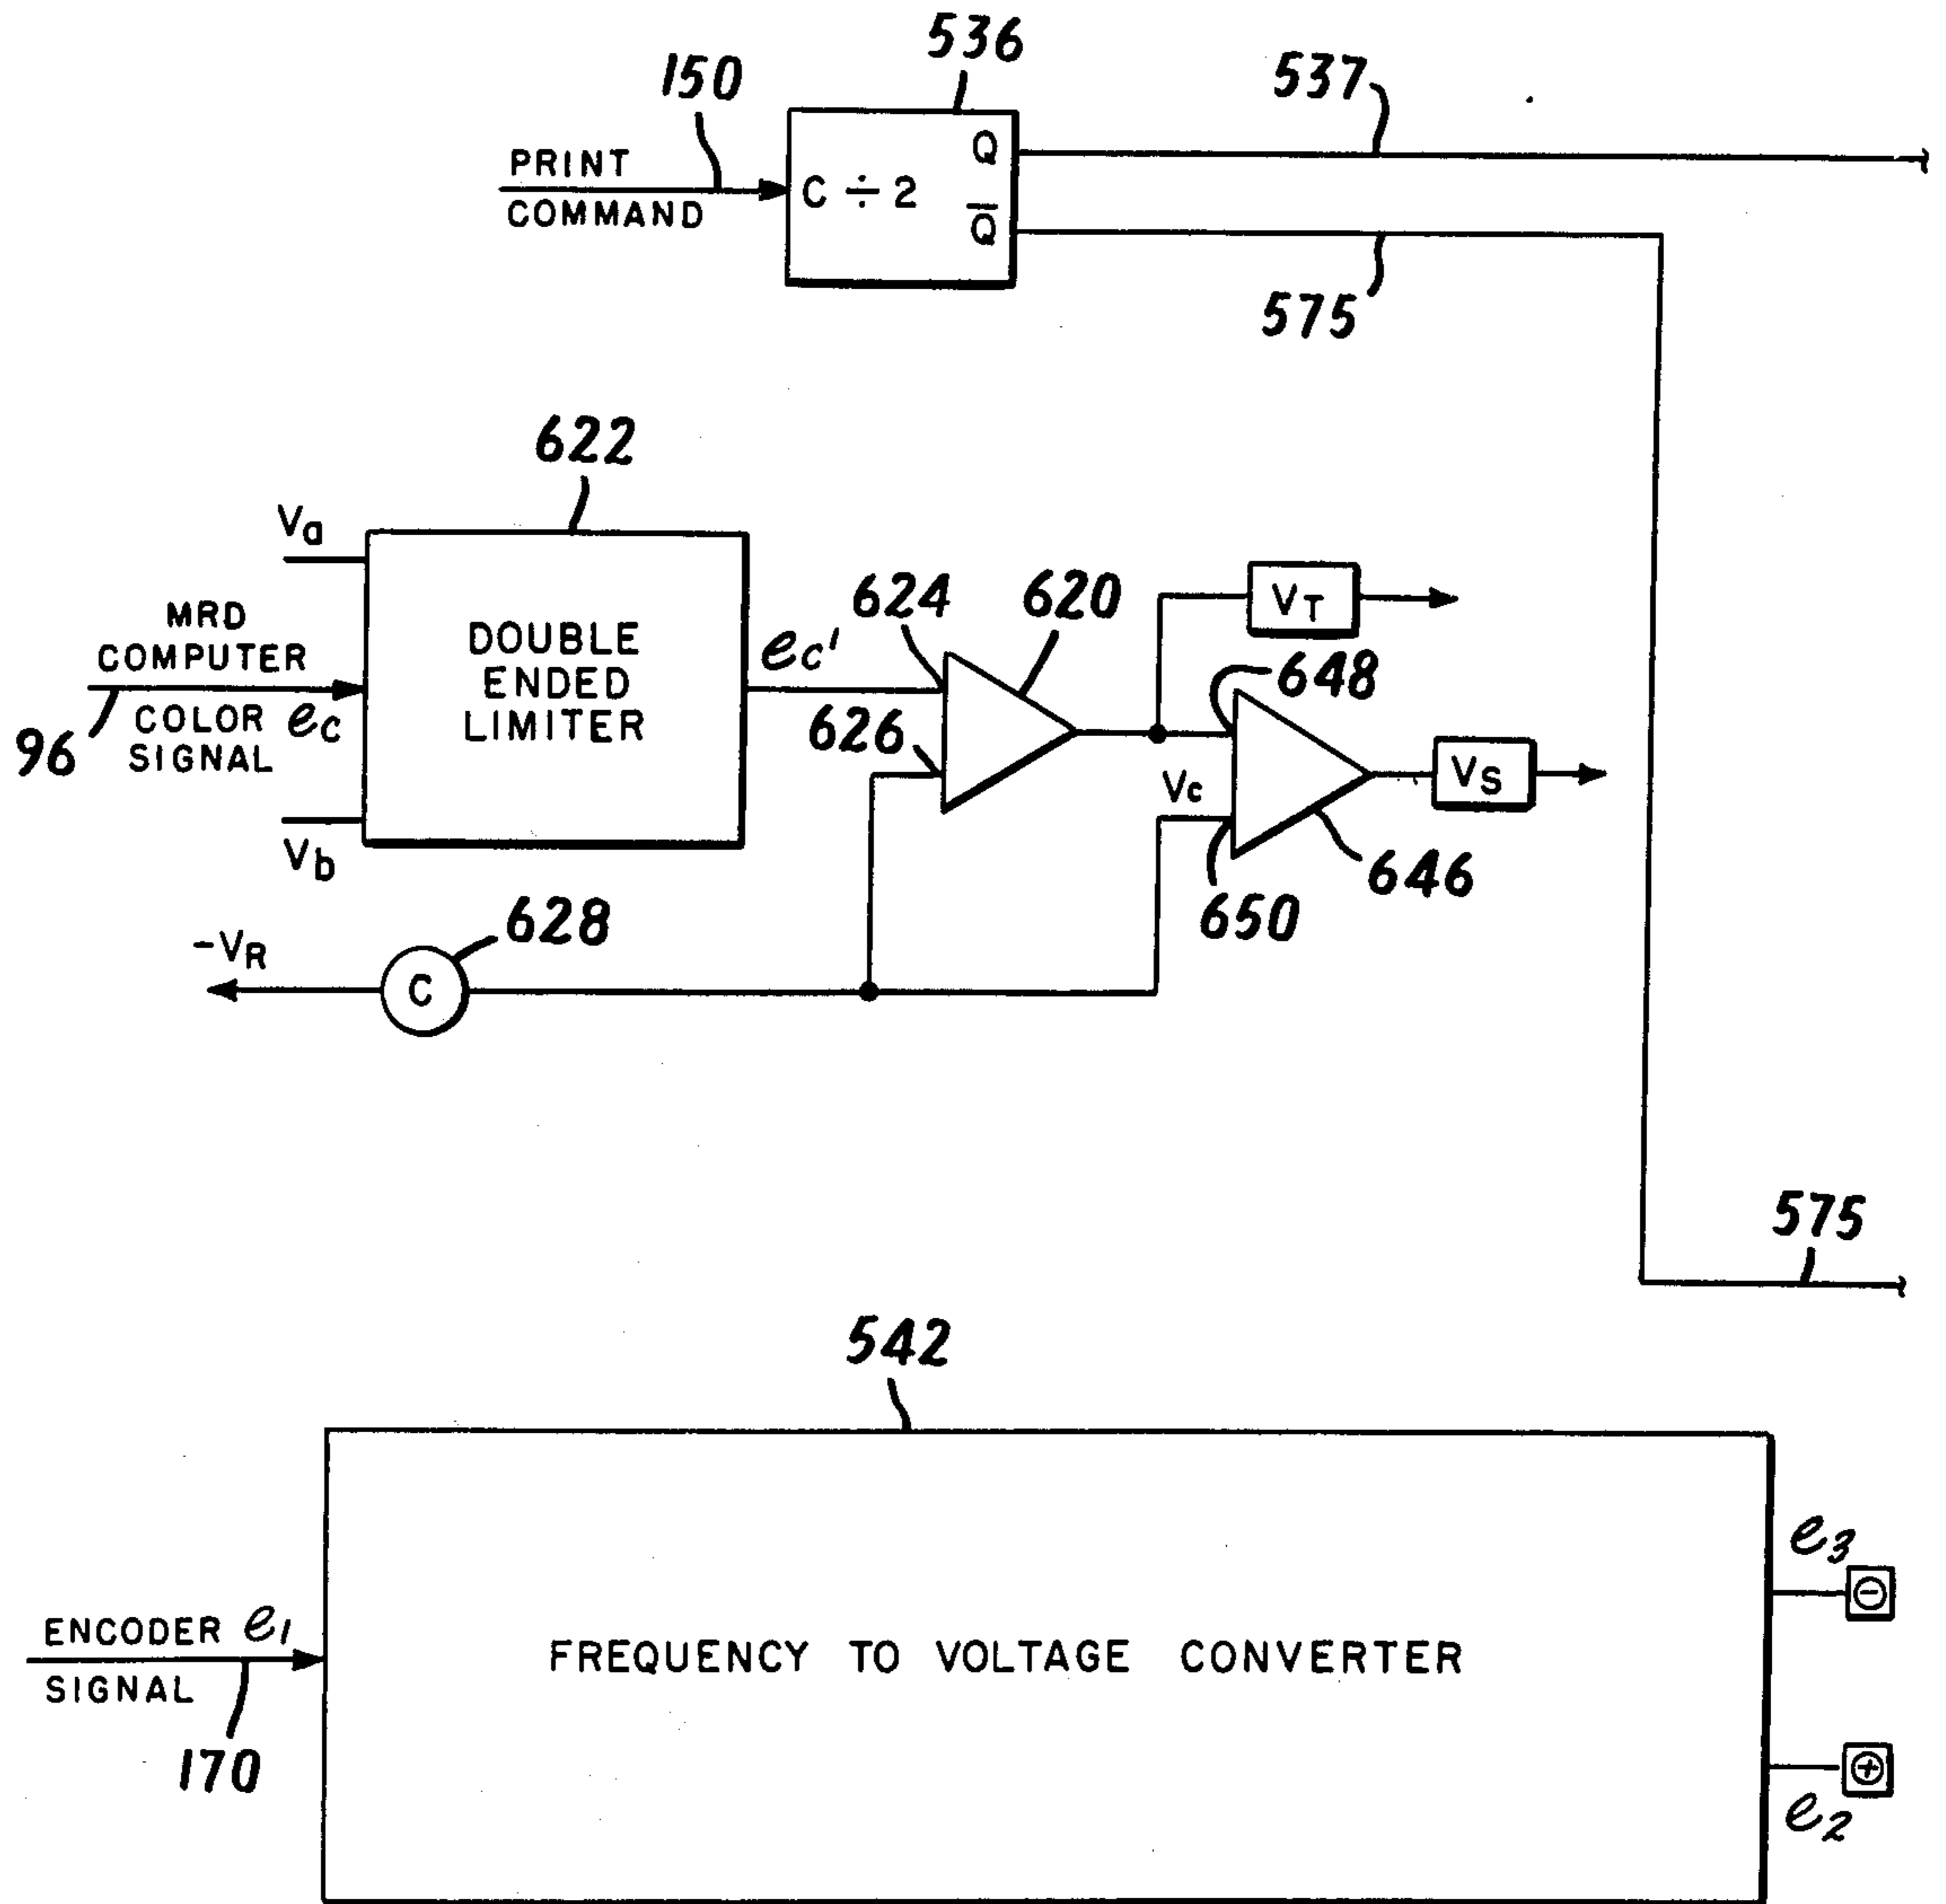 536
150
537
PRINT
COMMAND
C ÷ 2
Q
Q̅
575
622
Va
MRD
COMPUTER
COLOR
SIGNAL
ec
96
Vb
DOUBLE
ENDED
LIMITER
ec'
624
620
626
VT
648
Vc
VS
646
650
-VR
628
C
575
542
ENCODER e1
SIGNAL
170
FREQUENCY TO VOLTAGE CONVERTER
e3
−
+
e2